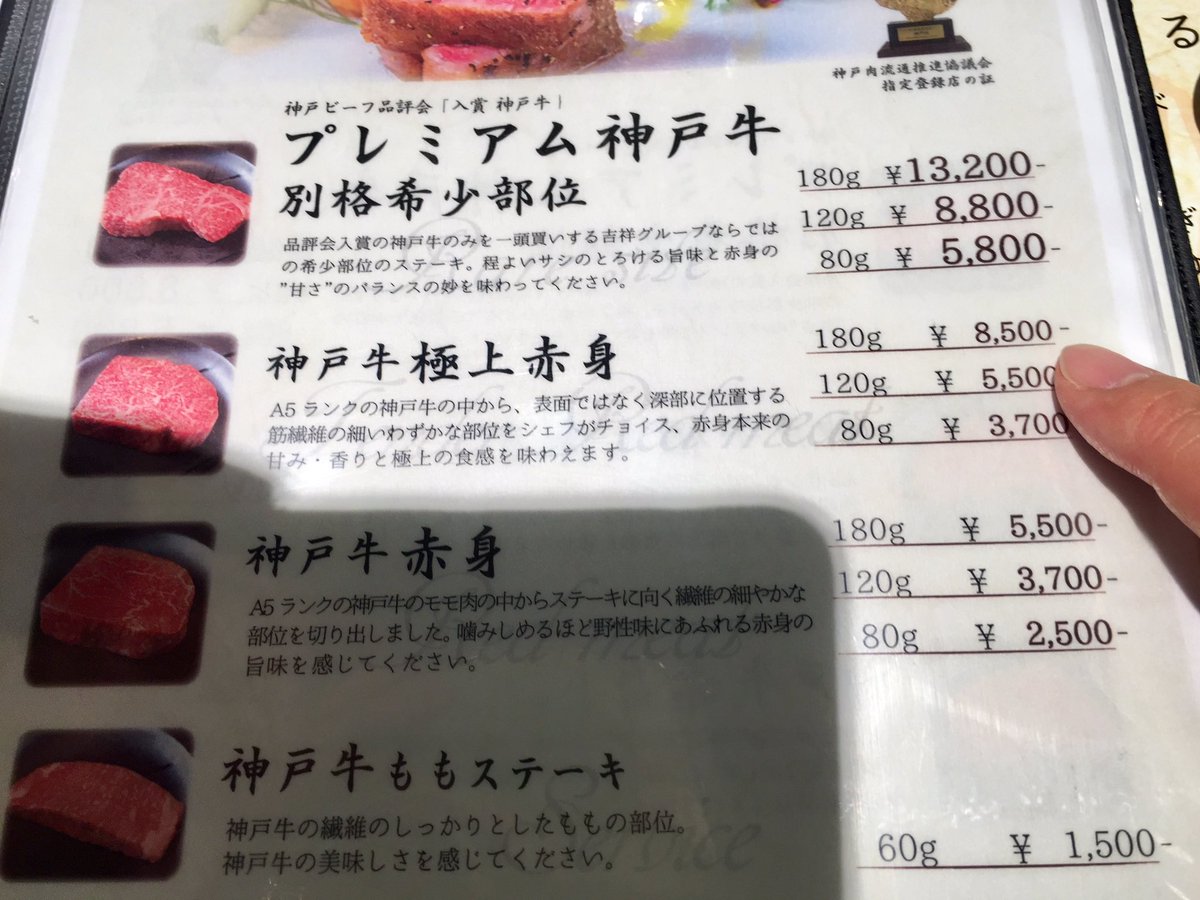 神戸肉流通推進協議会
指定登録店の証
る
ど
ぎ
神戸ビーフ品評会「入賞 神戸牛」
プレミアム神戸牛
別格希少部位
品評会入賞の神戸牛のみを一頭買いする吉祥グループならでは
の希少部位のステーキ。程よいサシのとろける旨味と赤身の
"甘さ"のバランスの妙を味わってください。
180g ¥13,200-
120g ¥ 8,800-
80g ¥ 5,800-
神戸牛極上赤身
A5ランクの神戸牛の中から、表面ではなく深部に位置する
筋繊維の細いわずかな部位をシェフがチョイス、赤身本来の
甘み・香りと極上の食感を味わえます。
180g ¥ 8,500-
120g ¥ 5,500
80g ¥ 3,700
神戸牛赤身
A5ランクの神戸牛のモモ肉の中からステーキに向く繊維の細やかな
部位を切り出しました。噛みしめるほど野性味にあふれる赤身の
旨味を感じてください。
180g ¥ 5,500-
120g ¥ 3,700-
80g ¥ 2,500-
神戸牛ももステーキ
神戸牛の繊維のしっかりとしたももの部位。
神戸牛の美味しさを感じてください。
60g ¥ 1,500-